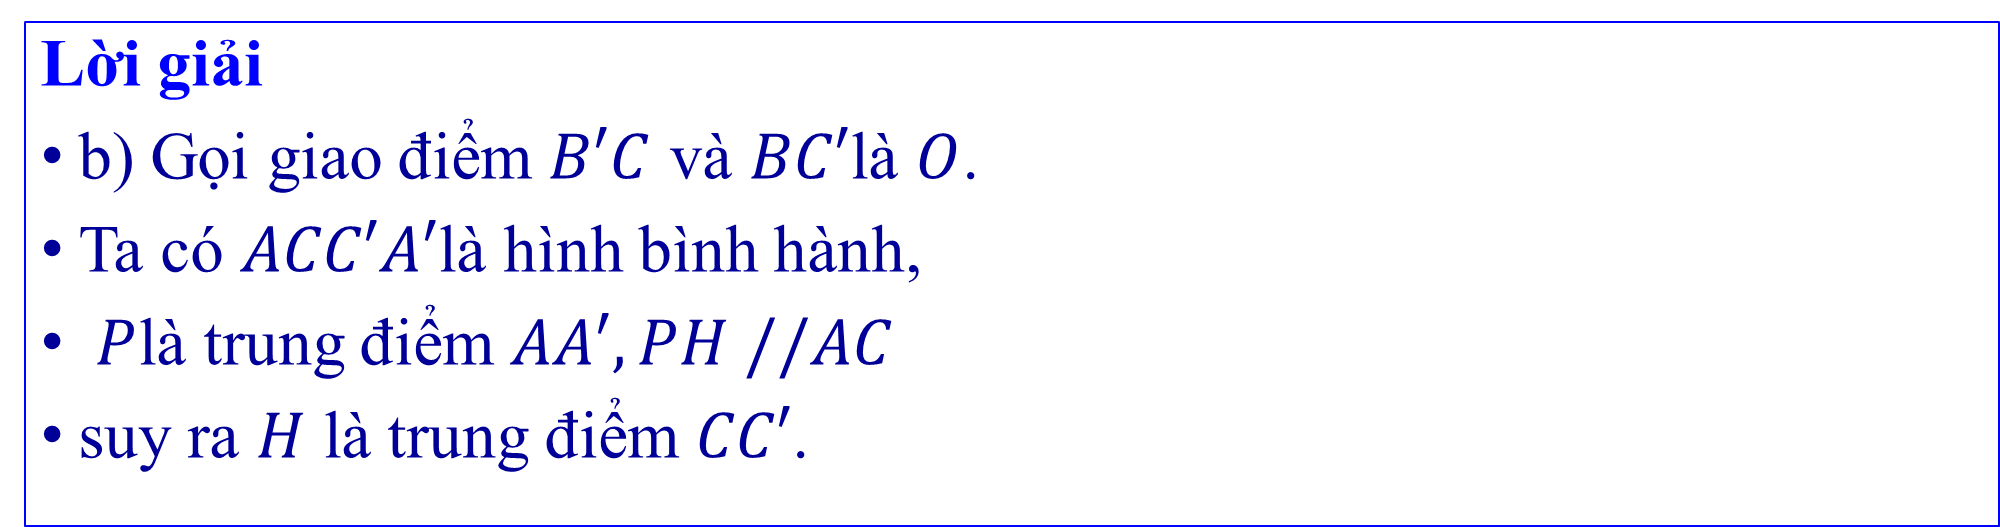 Lời giải
• b) Gọi giao điểm B′C và BC′là O.
• Ta có ACC′A′là hình bình hành,
• Plà trung điểm AA′, PH //AC
• suy ra H là trung điểm CC′.